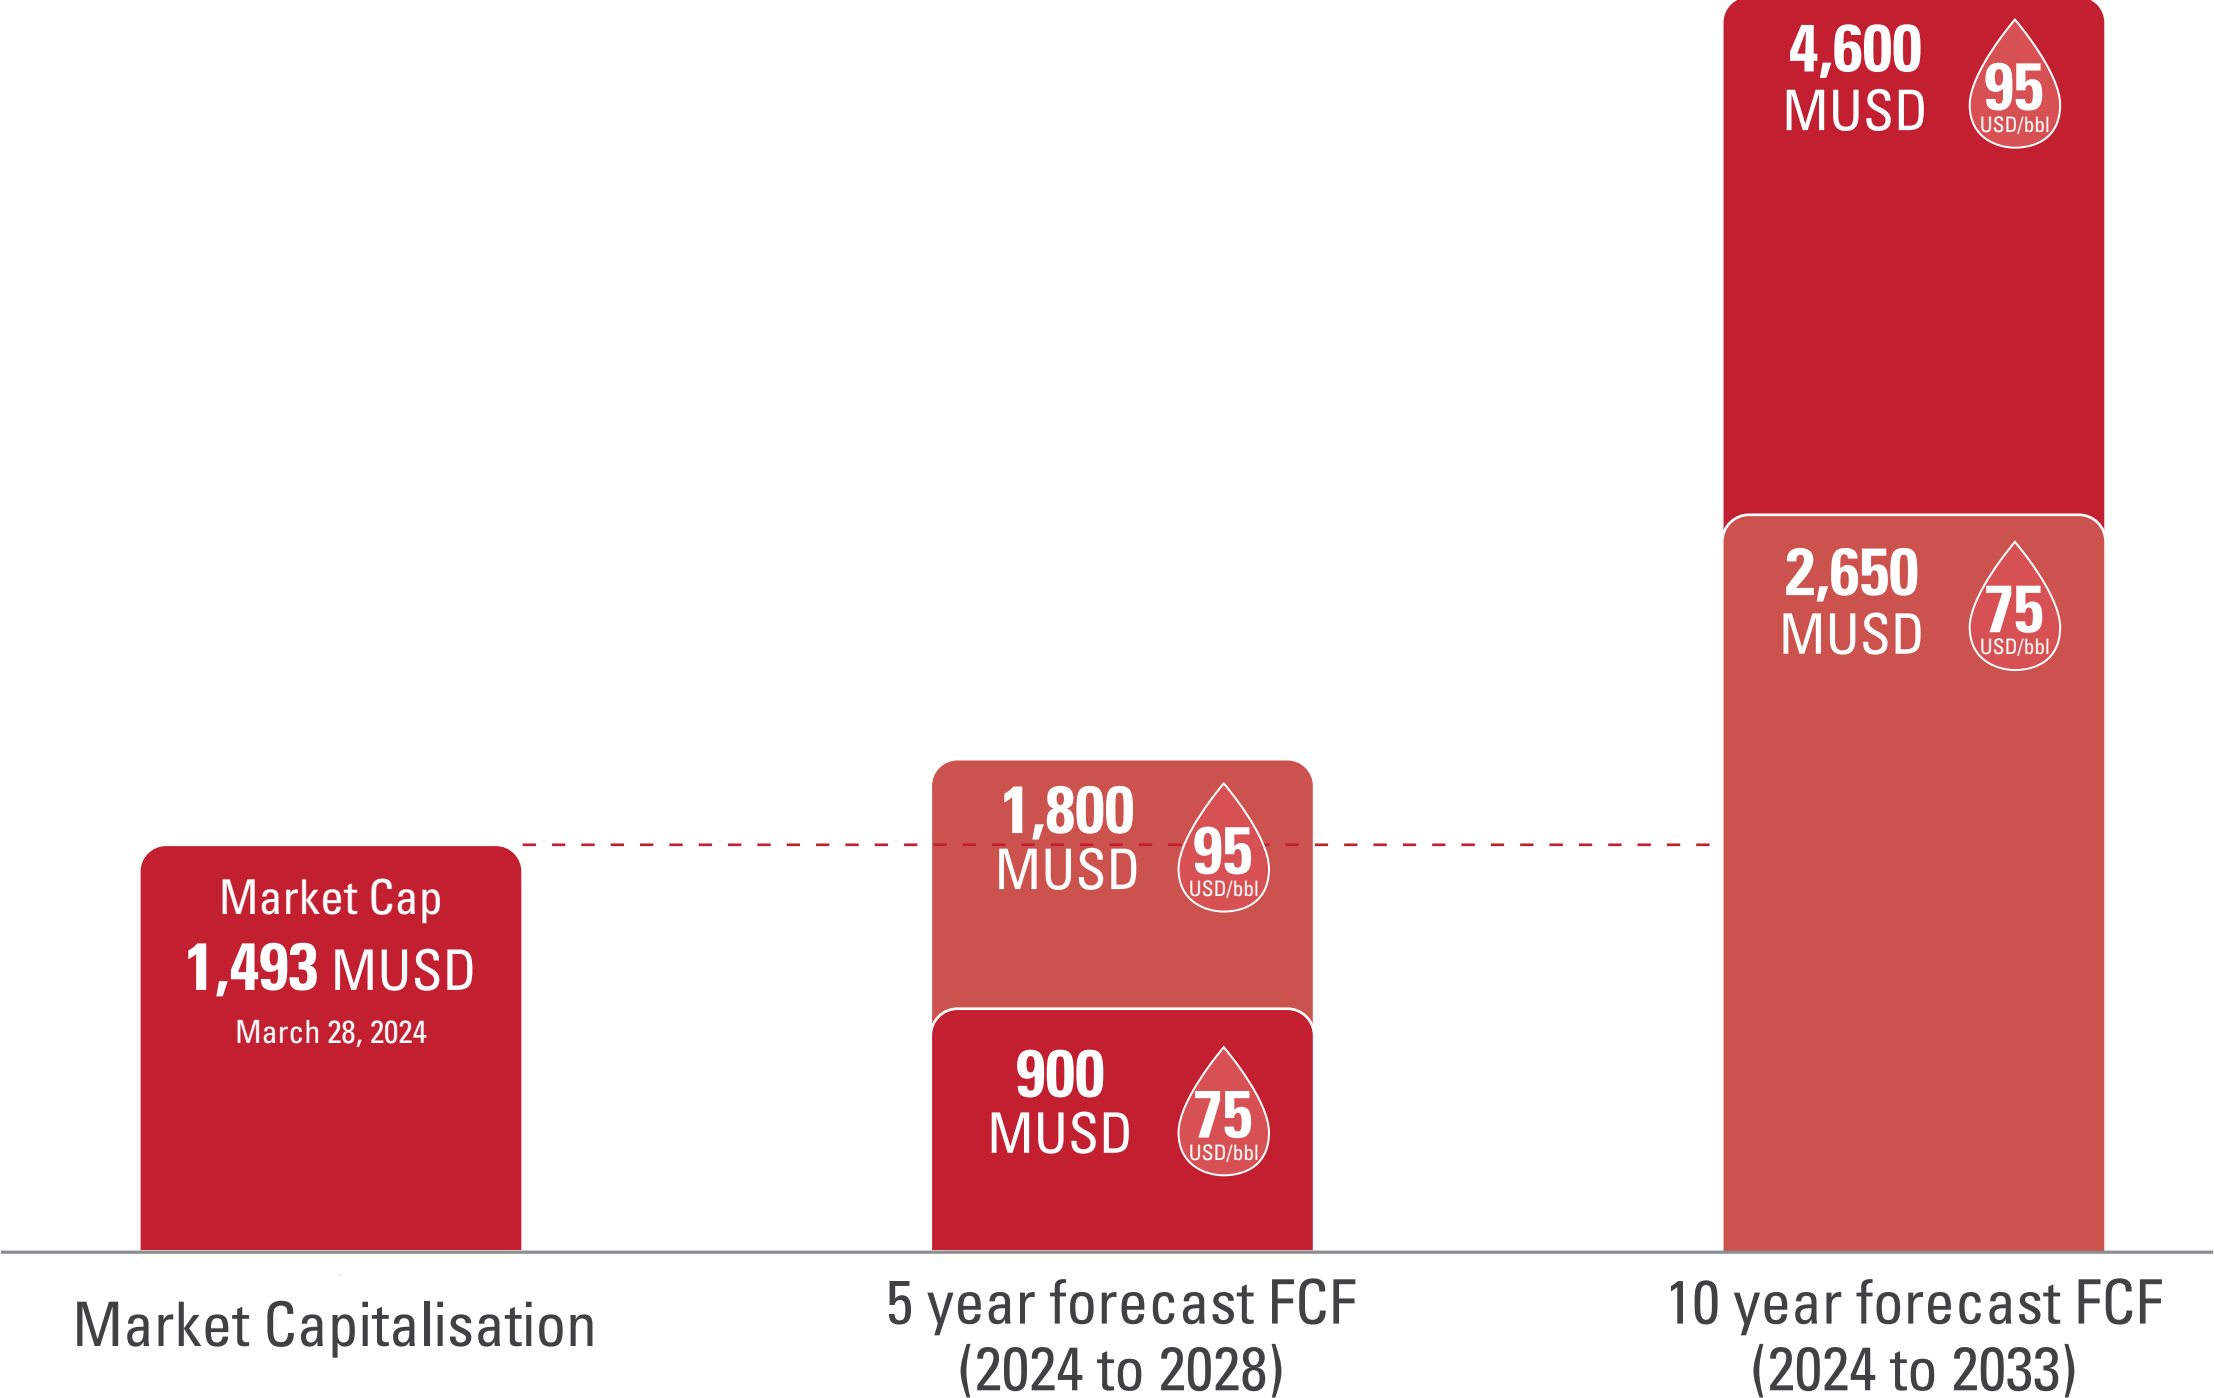 4,600
MUSD
95
USD/bbl
2,650
MUSD
75
USD/bbl
1,800
MUSD
95
USD/bbl
Market Cap
1,493 MUSD
March 28, 2024
900
MUSD
75
USD/bbl
Market Capitalisation
5 year forecast FCF
(2024 to 2028)
10 year forecast FCF
(2024 to 2033)